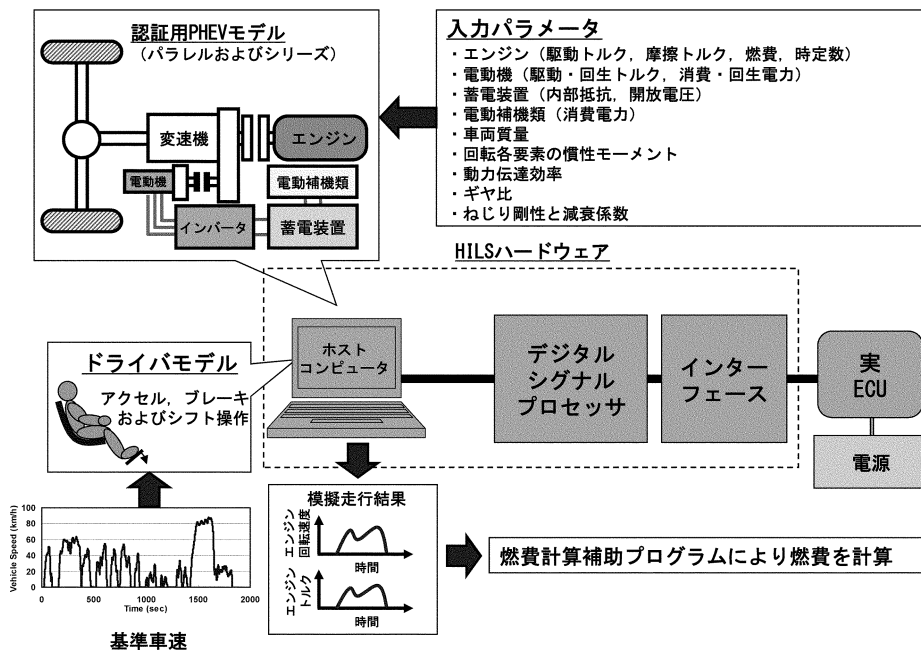 認証用PHEVモデル
(パラレルおよびシリーズ)
変速機
エンジン
電動機
電動補機類
インバータ
蓄電装置
入力パラメータ
・エンジン(駆動トルク, 摩擦トルク, 燃費, 時定数)
・電動機(駆動・回生トルク, 消費・回生電力)
・蓄電装置(内部抵抗, 開放電圧)
・電動補機類(消費電力)
・車両質量
・回転各要素の慣性モーメント
・動力伝達効率
・ギヤ比
・ねじり剛性と減衰係数
HILSハードウェア
ホスト
コンピュータ
デジタル
シグナル
プロセッサ
インター
フェース
実
ECU
電源
ドライバモデル
アクセル, ブレーキ
およびシフト操作
Vehicle Speed (km/h)
100
80
60
40
20
0
0
500
1000
1500
2000
Time (sec)
基準車速
模擬走行結果
エンジン
回転速度
時間
エンジン
トルク
時間
燃費計算補助プログラムにより燃費を計算